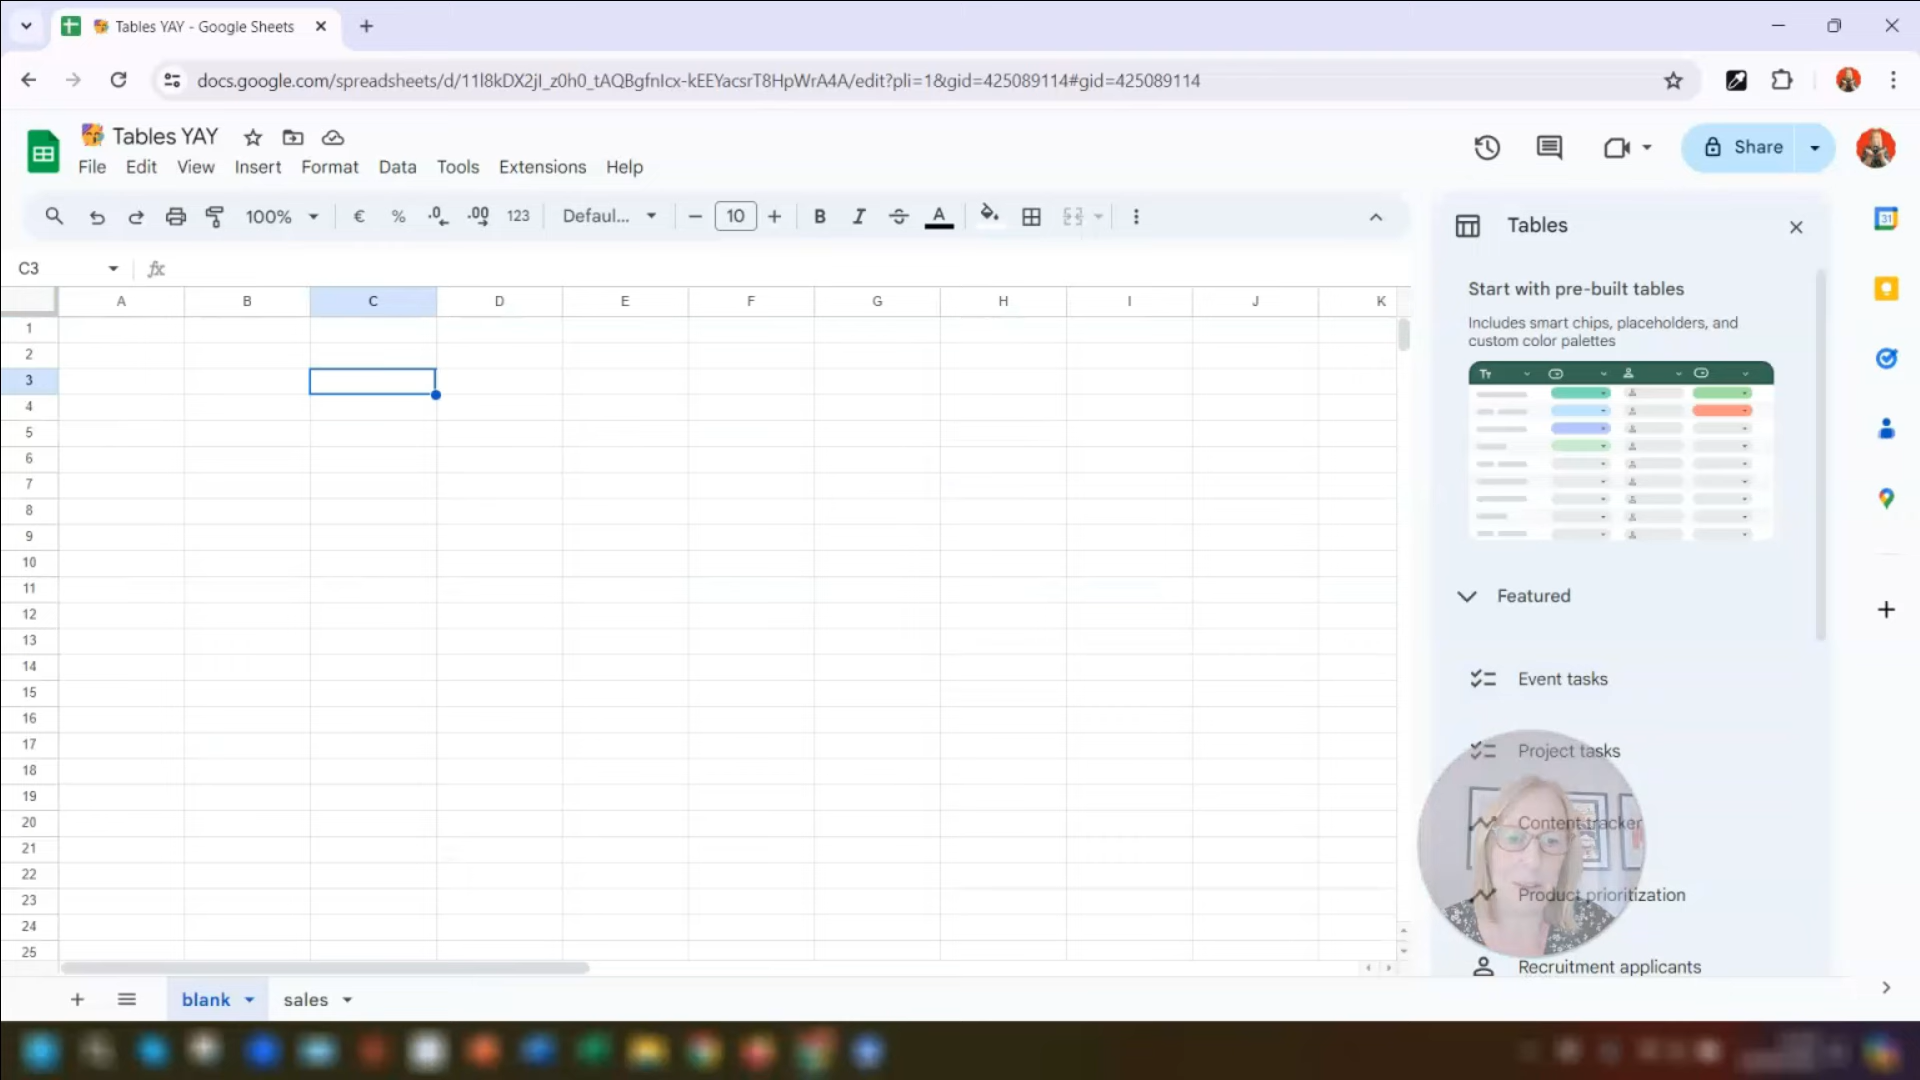 Tables YAY - Google Sheets
docs.google.com/spreadsheets/d/11l8kDX2jI_z0h0_tAQBgfnIcx-kEEYacsrT8HpWrA4A/edit?pli=1&gid=425089114#gid=425089114
Tables YAY
File Edit View Insert Format Data Tools Extensions Help
Share
100% € % .0 .00 123 Defaul... 10 B I A
C3 fx
A B C D E F G H I J K
1
2
3
4
5
6
7
8
9
10
11
12
13
14
15
16
17
18
19
20
21
22
23
24
25
Tables
Start with pre-built tables
Includes smart chips, placeholders, and
custom color palettes
Tт
Featured
Event tasks
Project tasks
Content tracker
Product prioritization
Recruitment applicants
31
blank sales